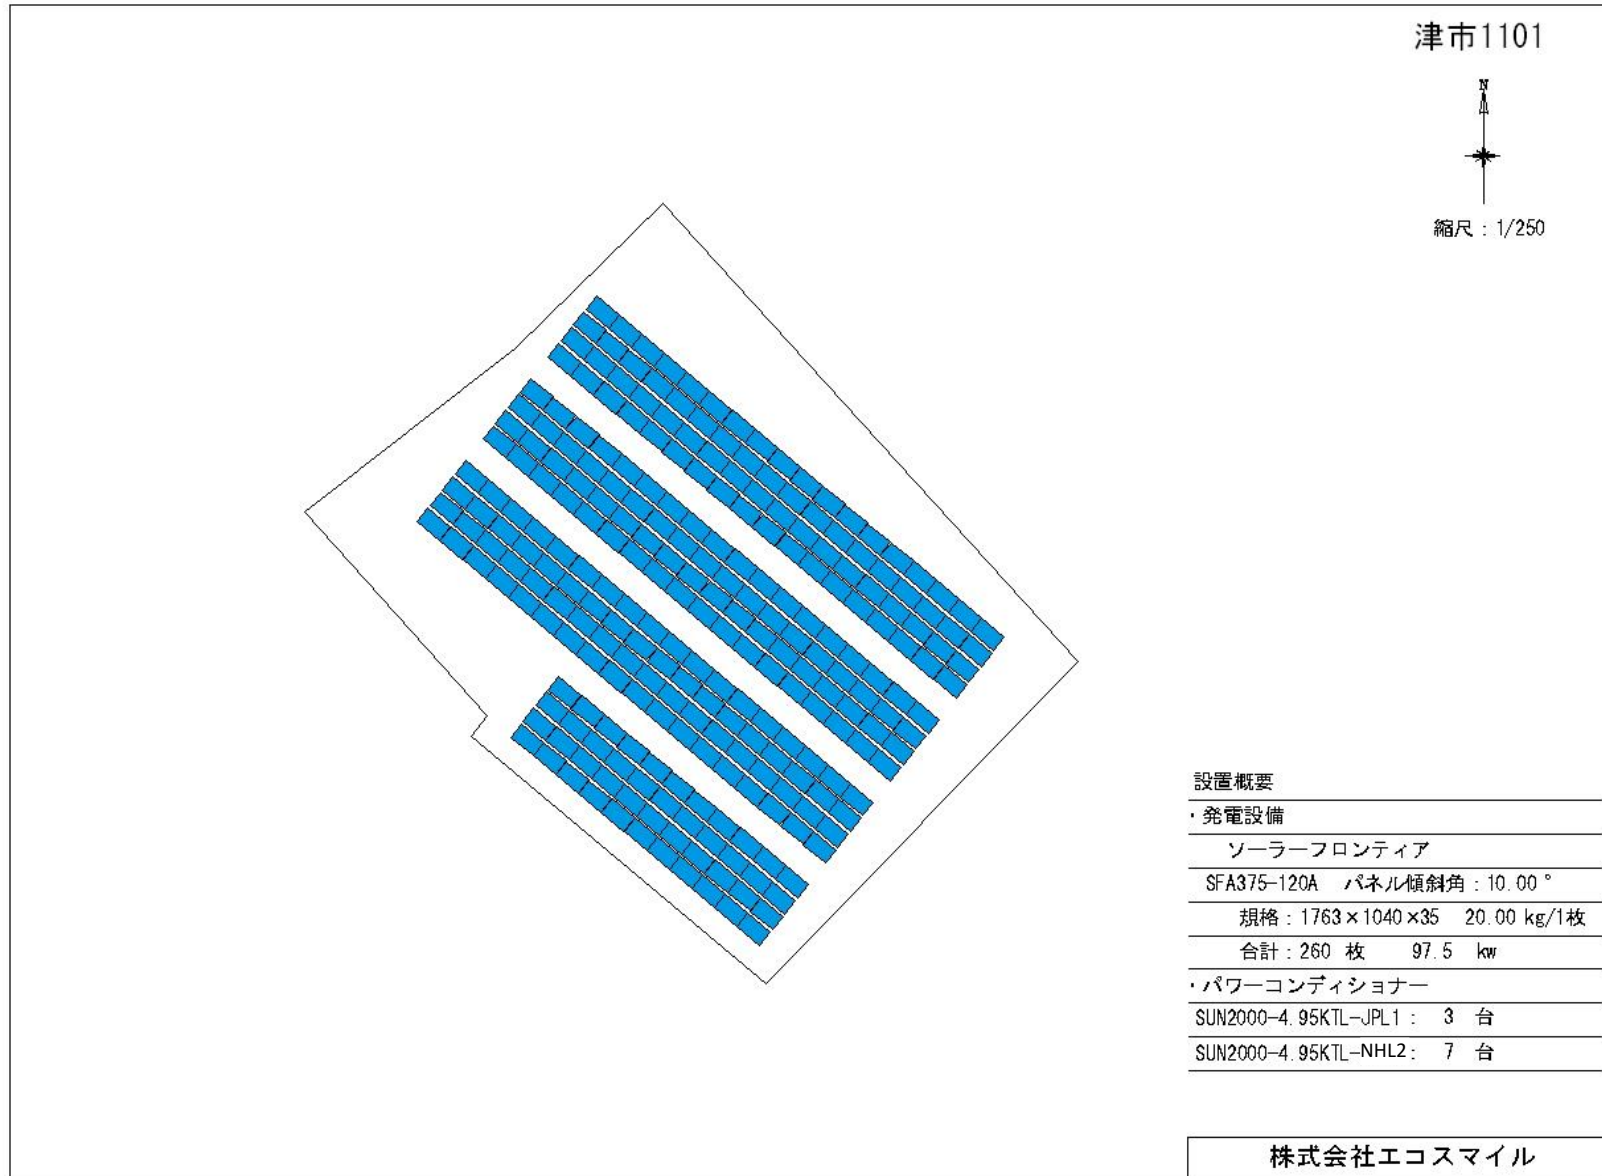 津市1101
N
縮尺：1/250
設置概要
・発電設備
ソーラーフロンティア
SFA375-120A パネル傾斜角：10.00°
規格：1763×1040×35 20.00 kg/1枚
合計：260 枚 97.5 kw
・パワーコンディショナー
SUN2000-4.95KTL-JPL1： 3 台
SUN2000-4.95KTL-NHL2： 7 台
株式会社エコスマイル